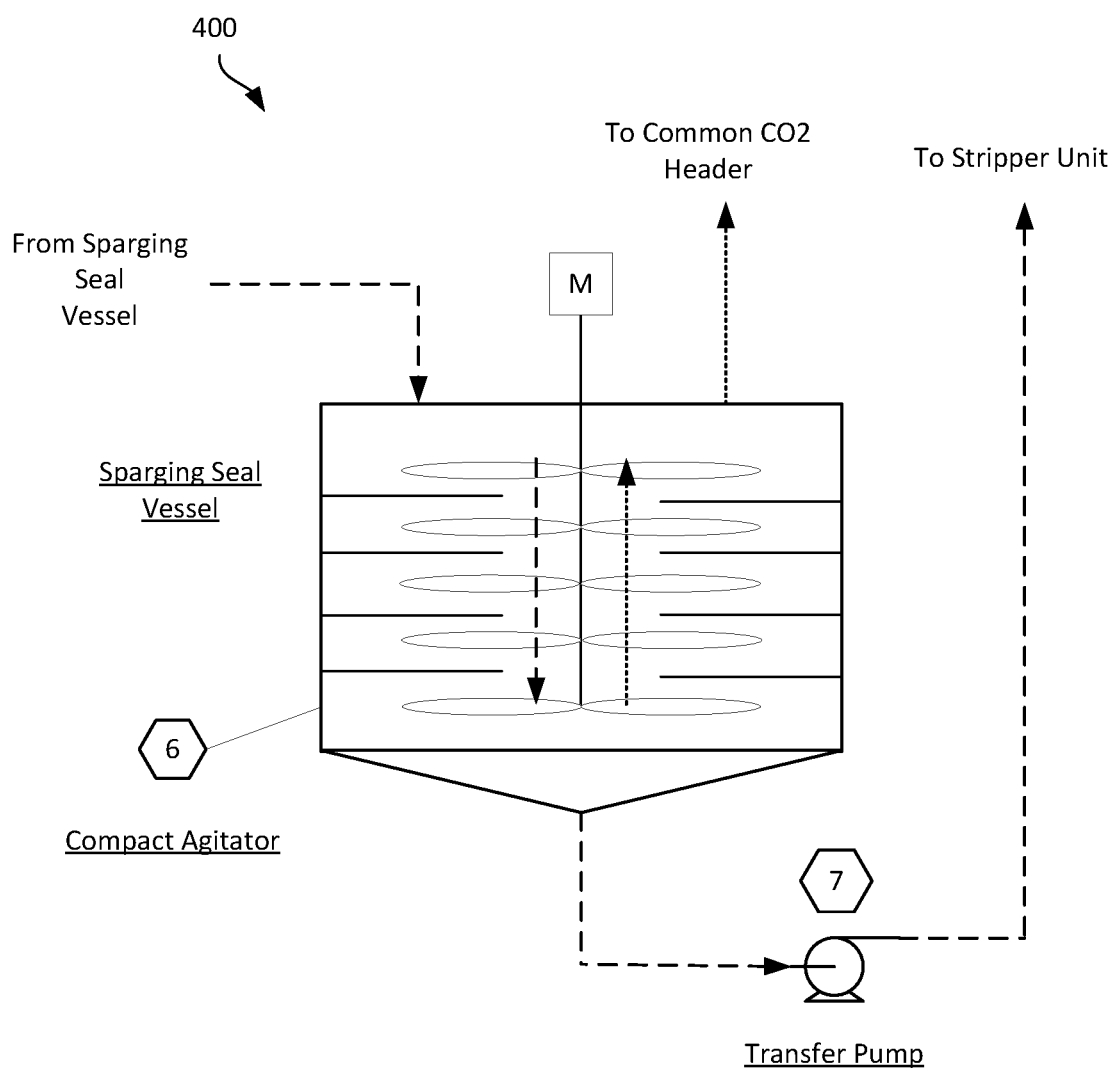 400
To Common CO2
Header
To Stripper Unit
From Sparging
Seal
Vessel
M
Sparging Seal
Vessel
6
Compact Agitator
7
Transfer Pump